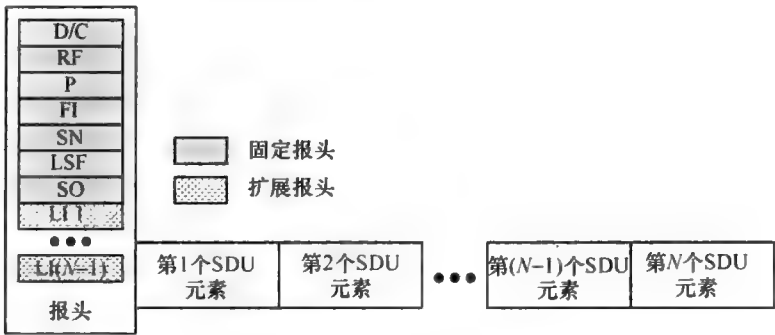 D/C
RF
P
FI
SN
LSF
SO
LI1
●●●
LI(N−1)
报头
固定报头
扩展报头
第1个SDU
元素
第2个SDU
元素
●●●
第(N−1)个SDU
元素
第N个SDU
元素